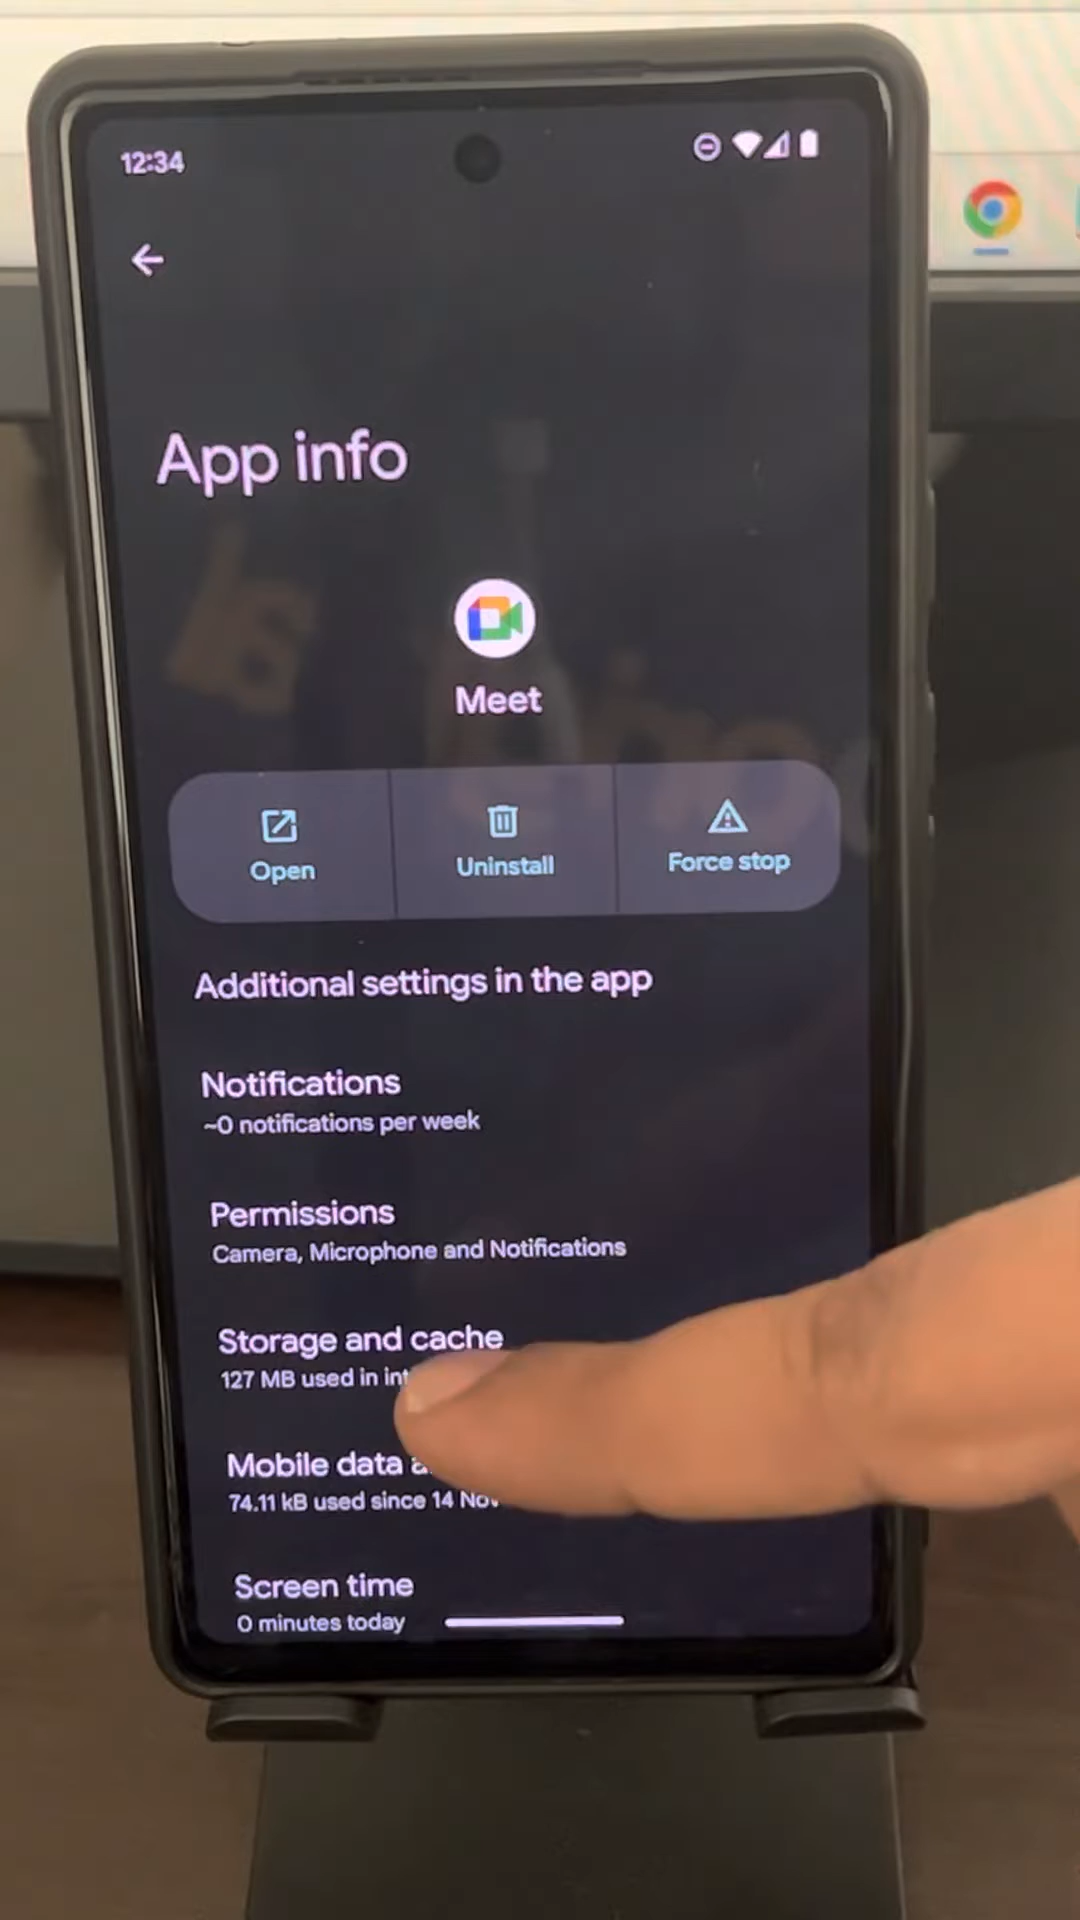 12:34
App info
Meet
Open
Uninstall
Force stop
Additional settings in the app
Notifications
~0 notifications per week
Permissions
Camera, Microphone and Notifications
Storage and cache
127 MB used in
Mobile data
74.11 kB used since 14 Nov
Screen time
0 minutes today